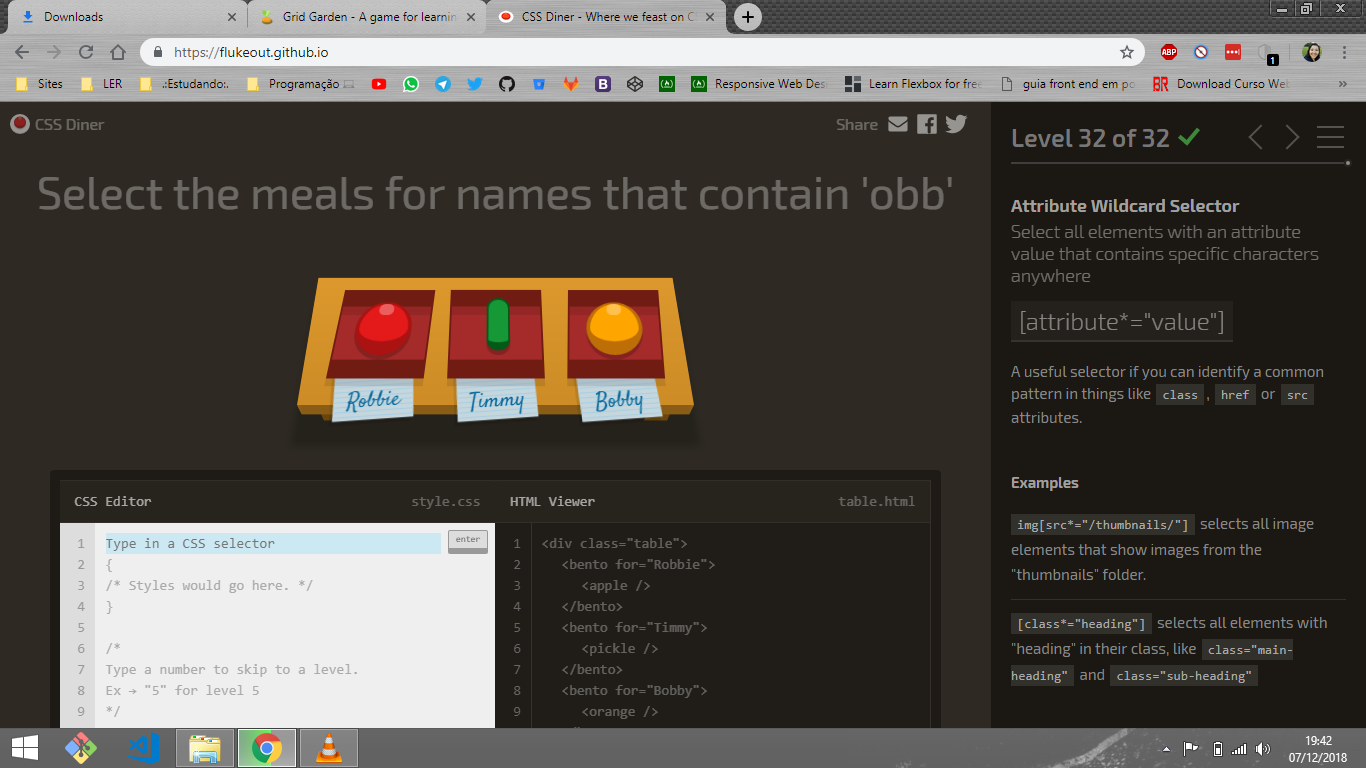 Downloads
Grid Garden - A game for learnin
CSS Diner - Where we feast on C
https://flukeout.github.io
ABP
1
Sites
LER
.:Estudando:.
Programação
Responsive Web Des
Learn Flexbox for free
guia front end em po
BR
Download Curso Web
»
CSS Diner
Share
Level 32 of 32
Select the meals for names that contain 'obb'
Robbie
Timmy
Bobby
CSS Editor
style.css
HTML Viewer
table.html
1 Type in a CSS selector
enter
2 {
3 /* Styles would go here. */
4 }
5
6 /*
7 Type a number to skip to a level.
8 Ex → "5" for level 5
9 */
1 <div class="table">
2 <bento for="Robbie">
3 <apple />
4 </bento>
5 <bento for="Timmy">
6 <pickle />
7 </bento>
8 <bento for="Bobby">
9 <orange />
Attribute Wildcard Selector
Select all elements with an attribute
value that contains specific characters
anywhere
[attribute*="value"]
A useful selector if you can identify a common
pattern in things like class , href or src
attributes.
Examples
img[src*="/thumbnails/"] selects all image
elements that show images from the
"thumbnails" folder.
[class*="heading"] selects all elements with
"heading" in their class, like class="main-
heading" and class="sub-heading"
19:42
07/12/2018